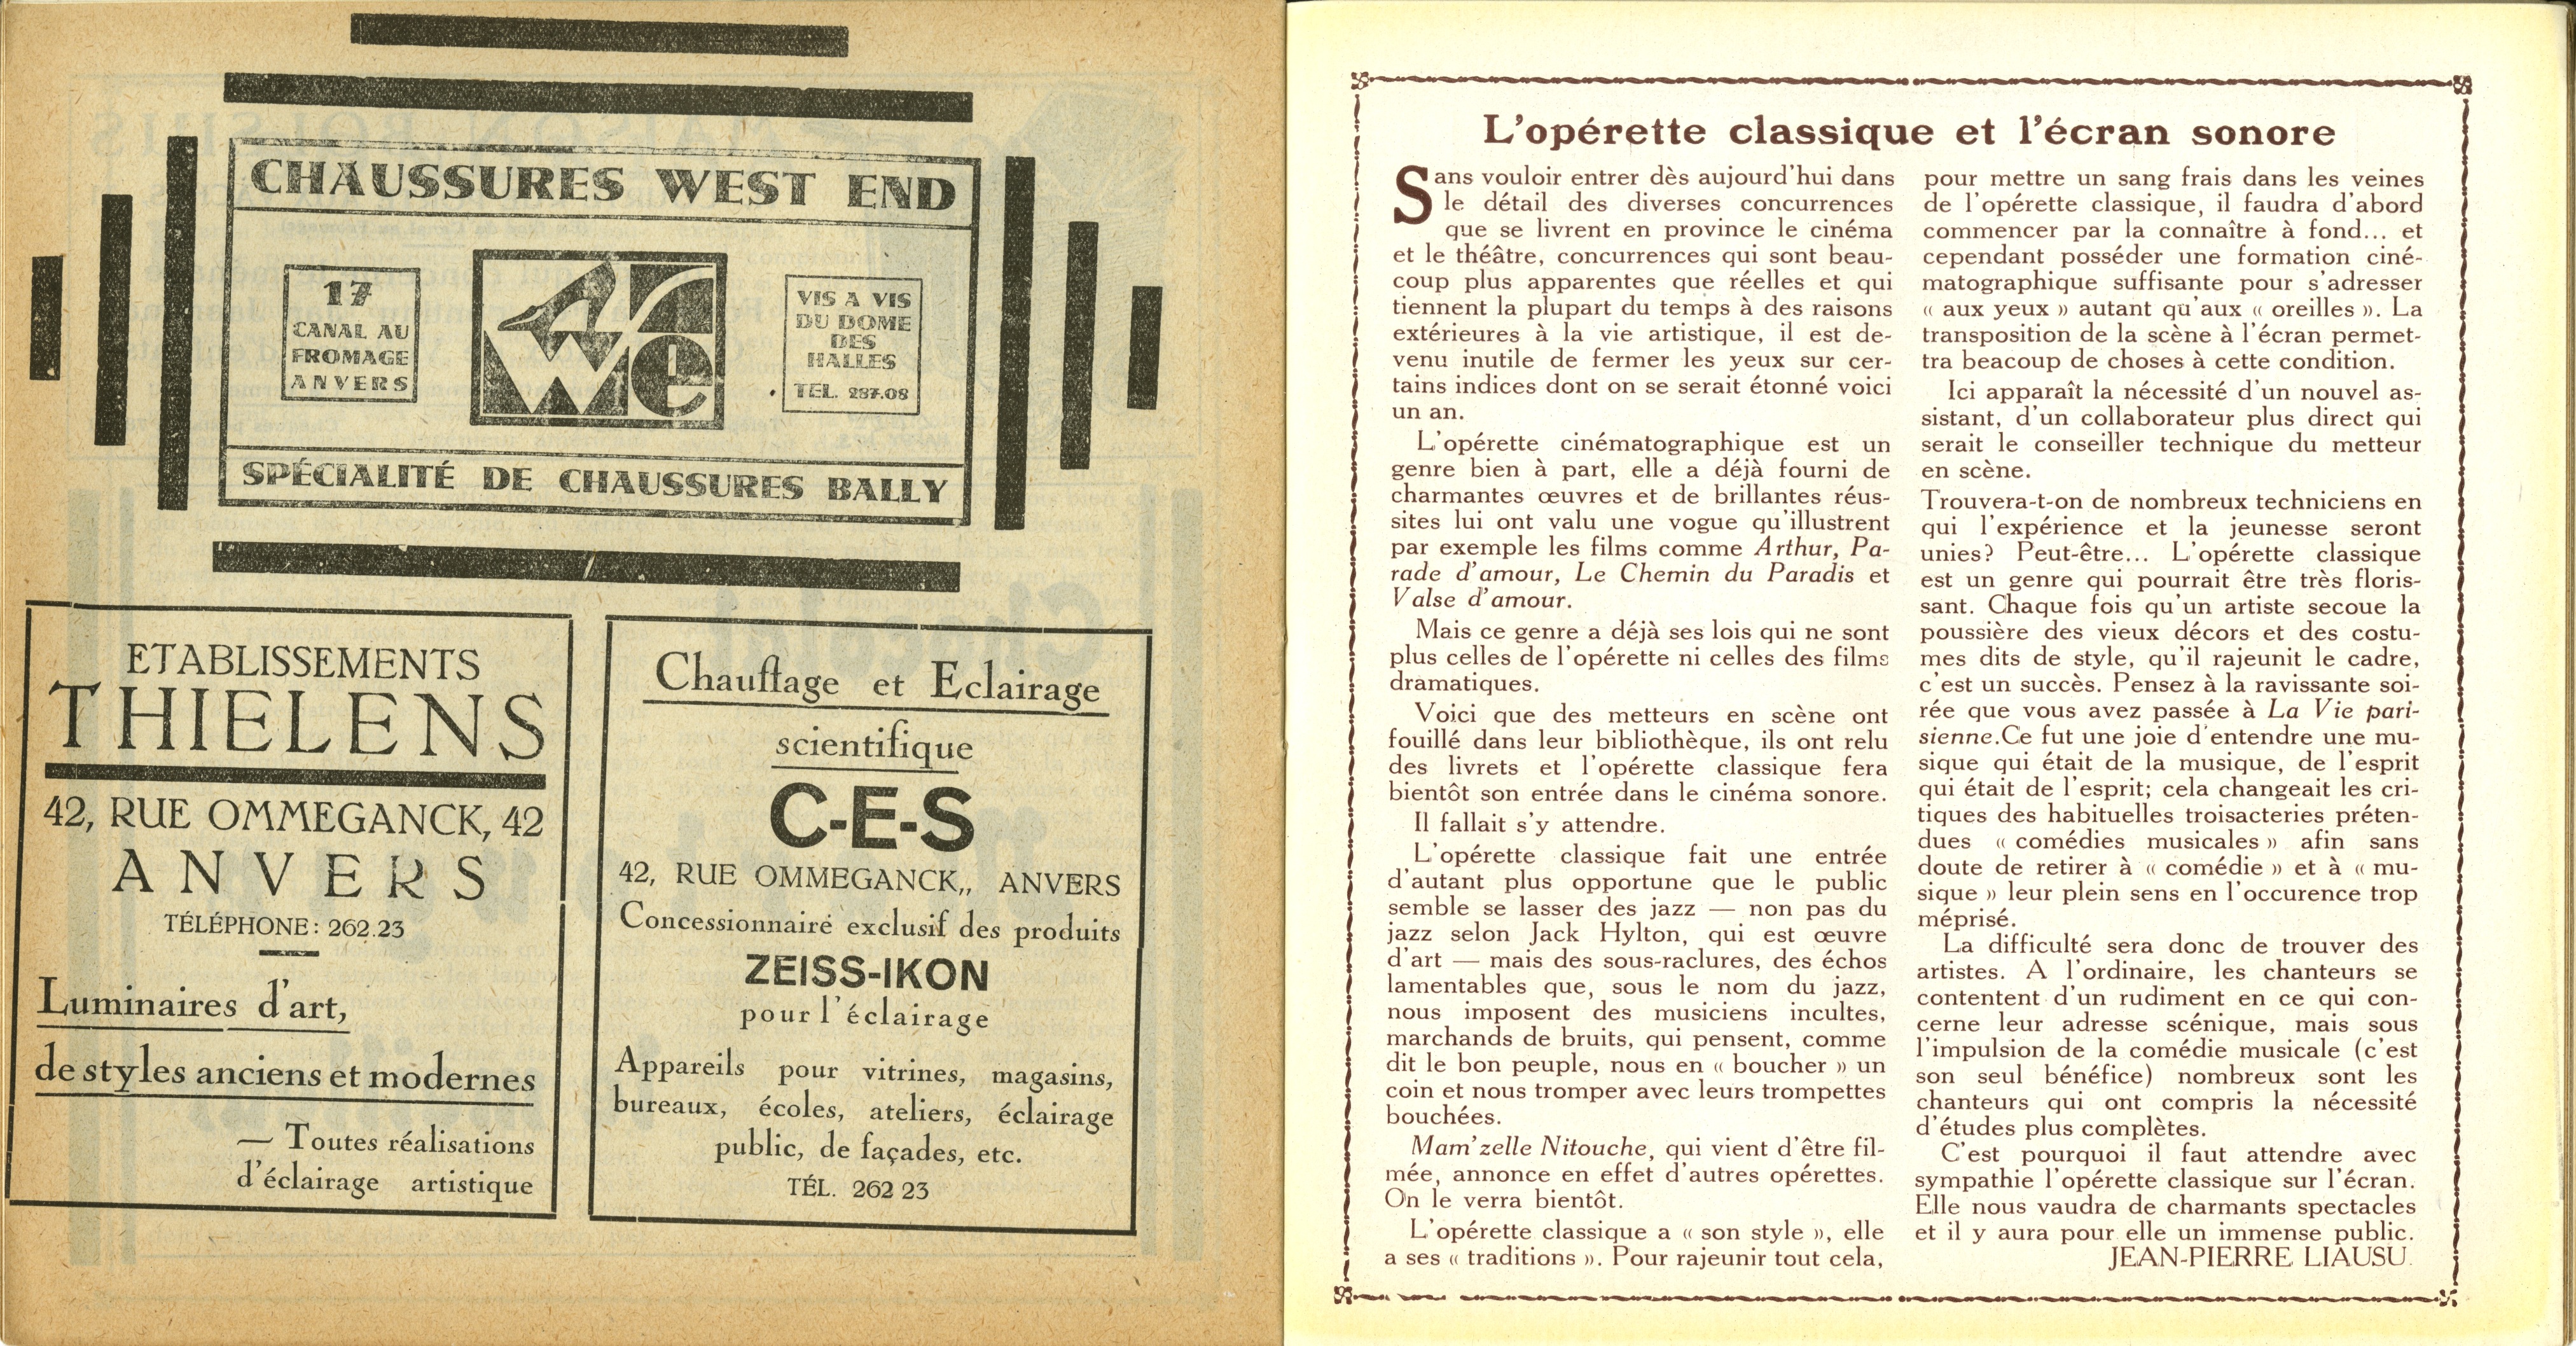 CHAUSSURES WEST END
17
CANAL AU
FROMAGE
ANVERS
We
VIS A VIS
DU DOME
DES
HALLES
TEL. 287.08
SPÉCIALITÉ DE CHAUSSURES BALLY
ETABLISSEMENTS
THIELENS
42, RUE OMMEGANCK, 42
ANVERS
TÉLÉPHONE: 262.23
Luminaires d'art,
de styles anciens et modernes
— Toutes réalisations
d'éclairage artistique
Chauffage et Eclairage
scientifique
C-E-S
42, RUE OMMEGANCK,, ANVERS
Concessionnaire exclusif des produits
ZEISS-IKON
pour l'éclairage
Appareils pour vitrines, magasins,
bureaux, écoles, ateliers, éclairage
public, de façades, etc.
TÉL. 262 23
L'opérette classique et l'écran sonore
Sans vouloir entrer dès aujourd'hui dans
le détail des diverses concurrences
que se livrent en province le cinéma
et le théâtre, concurrences qui sont beau-
coup plus apparentes que réelles et qui
tiennent la plupart du temps à des raisons
extérieures à la vie artistique, il est de-
venu inutile de fermer les yeux sur cer-
tains indices dont on se serait étonné voici
un an.
L'opérette cinématographique est un
genre bien à part, elle a déjà fourni de
charmantes œuvres et de brillantes réus-
sites lui ont valu une vogue qu'illustrent
par exemple les films comme Arthur, Pa-
rade d'amour, Le Chemin du Paradis et
Valse d'amour.
Mais ce genre a déjà ses lois qui ne sont
plus celles de l'opérette ni celles des films
dramatiques.
Voici que des metteurs en scène ont
fouillé dans leur bibliothèque, ils ont relu
des livrets et l'opérette classique fera
bientôt son entrée dans le cinéma sonore.
Il fallait s'y attendre.
L'opérette classique fait une entrée
d'autant plus opportune que le public
semble se lasser des jazz — non pas du
jazz selon Jack Hylton, qui est œuvre
d'art — mais des sous-raclures, des échos
lamentables que, sous le nom du jazz,
nous imposent des musiciens incultes,
marchands de bruits, qui pensent, comme
dit le bon peuple, nous en « boucher » un
coin et nous tromper avec leurs trompettes
bouchées.
Mam'zelle Nitouche, qui vient d'être fil-
mée, annonce en effet d'autres opérettes.
On le verra bientôt.
L'opérette classique a « son style », elle
a ses « traditions ». Pour rajeunir tout cela,
pour mettre un sang frais dans les veines
de l'opérette classique, il faudra d'abord
commencer par la connaître à fond... et
cependant posséder une formation ciné-
matographique suffisante pour s'adresser
« aux yeux » autant qu'aux « oreilles ». La
transposition de la scène à l'écran permet-
tra beacoup de choses à cette condition.
Ici apparaît la nécessité d'un nouvel as-
sistant, d'un collaborateur plus direct qui
serait le conseiller technique du metteur
en scène.
Trouvera-t-on de nombreux techniciens en
qui l'expérience et la jeunesse seront
unies? Peut-être... L'opérette classique
est un genre qui pourrait être très floris-
sant. Chaque fois qu'un artiste secoue la
poussière des vieux décors et des costu-
mes dits de style, qu'il rajeunit le cadre,
c'est un succès. Pensez à la ravissante soi-
rée que vous avez passée à La Vie pari-
sienne.Ce fut une joie d'entendre une mu-
sique qui était de la musique, de l'esprit
qui était de l'esprit; cela changeait les cri-
tiques des habituelles troisacteries préten-
dues « comédies musicales » afin sans
doute de retirer à « comédie » et à « mu-
sique » leur plein sens en l'occurence trop
méprisé.
La difficulté sera donc de trouver des
artistes. A l'ordinaire, les chanteurs se
contentent d'un rudiment en ce qui con-
cerne leur adresse scénique, mais sous
l'impulsion de la comédie musicale (c'est
son seul bénéfice) nombreux sont les
chanteurs qui ont compris la nécessité
d'études plus complètes.
C'est pourquoi il faut attendre avec
sympathie l'opérette classique sur l'écran.
Elle nous vaudra de charmants spectacles
et il y aura pour elle un immense public.
JEAN-PIERRE LIAUSU.